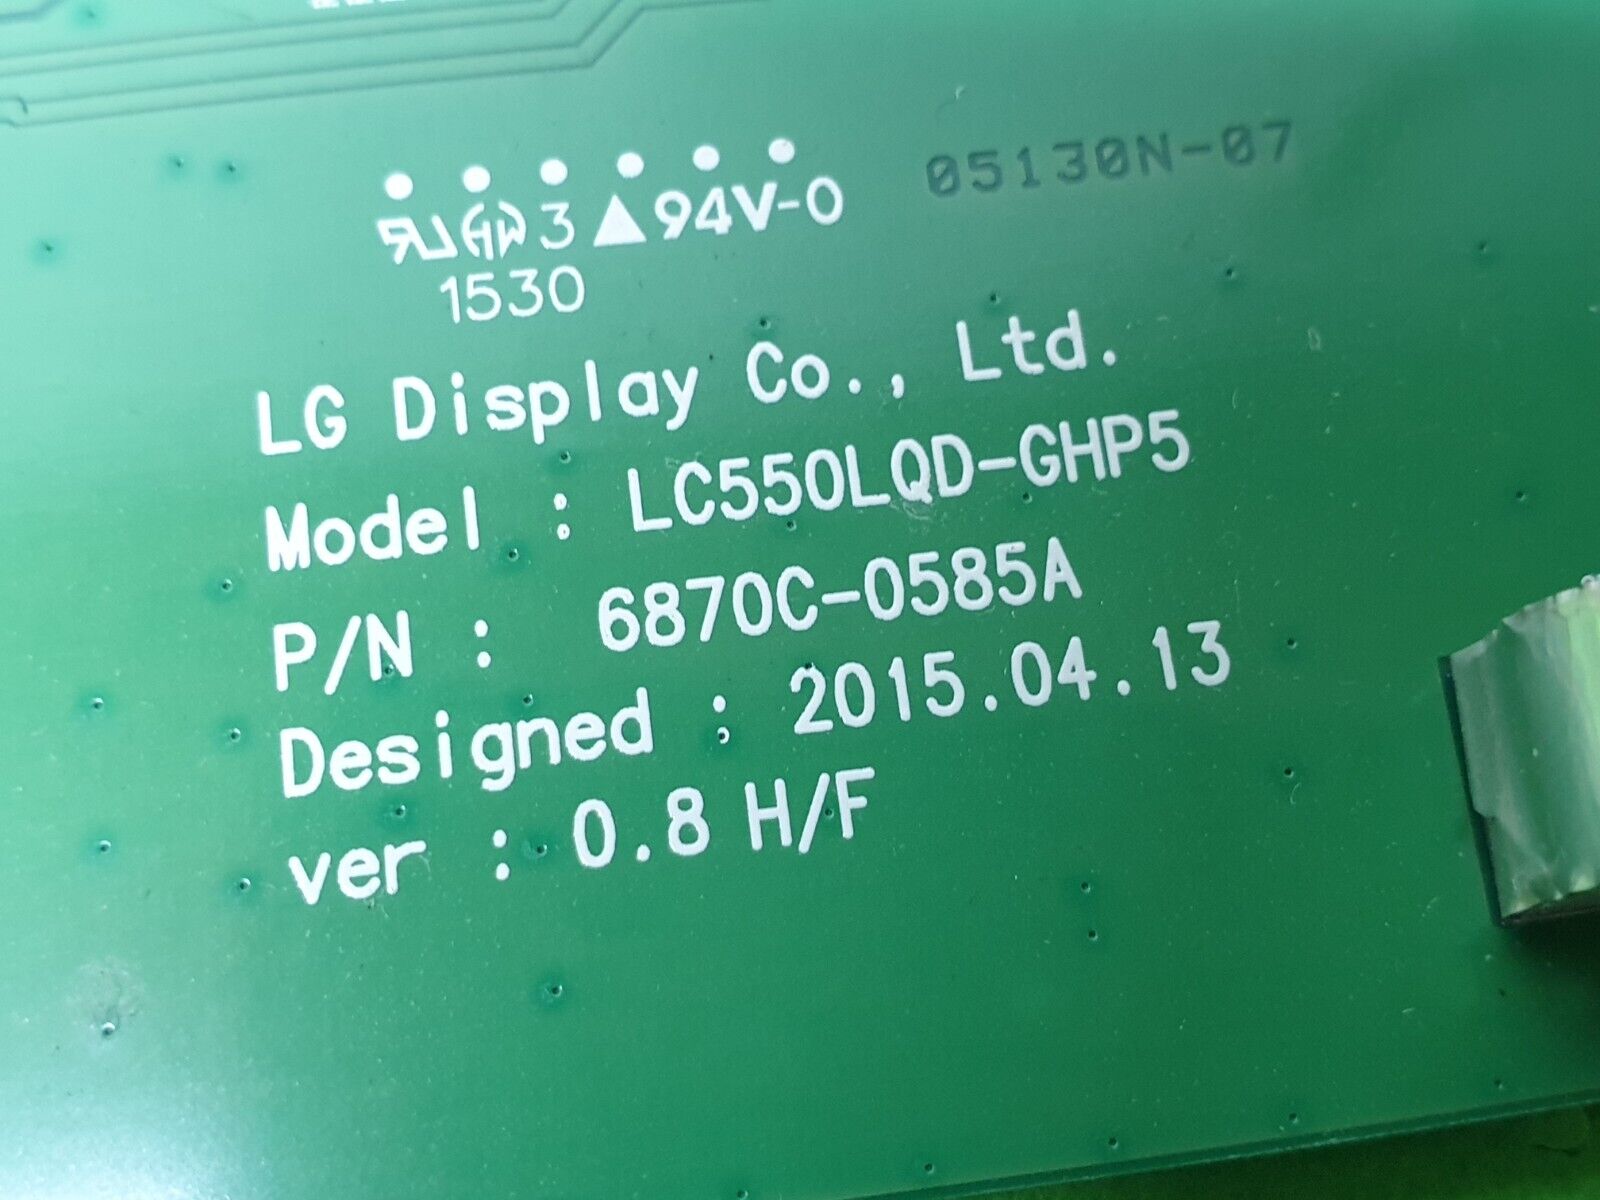 3 ▲ 94V-0 05130N-07
1530
LG Display Co., Ltd.
Model : LC550LQD-GHP5
P/N : 6870C-0585A
Designed : 2015.04.13
ver : 0.8 H/F